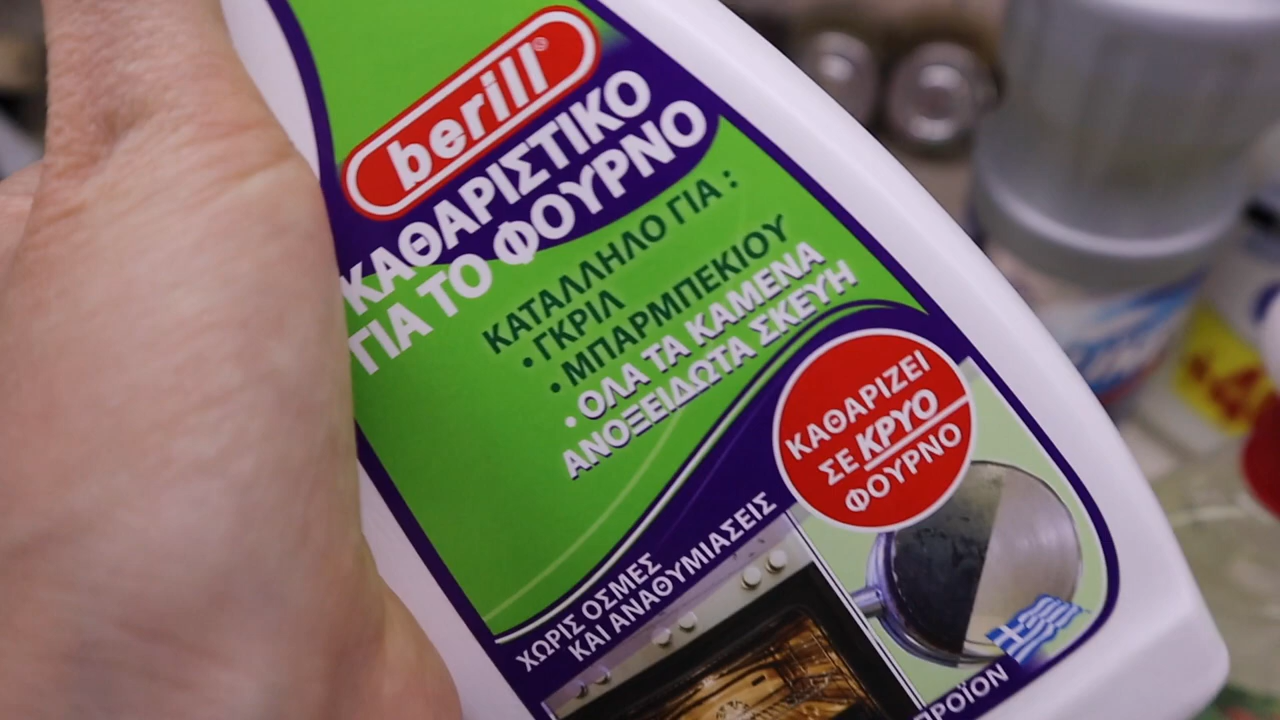 berill®
ΚΑΘΑΡΙΣΤΙΚΟ
ΓΙΑ ΤΟ ΦΟΥΡΝΟ
ΚΑΤΑΛΛΗΛΟ ΓΙΑ :
• ΓΚΡΙΛ
• ΜΠΑΡΜΠΕΚΙΟΥ
• ΟΛΑ ΤΑ ΚΑΜΕΝΑ
ΑΝΟΞΕΙΔΩΤΑ ΣΚΕΥΗ
ΚΑΘΑΡΙΖΕΙ
ΣΕ ΚΡΥΟ
ΦΟΥΡΝΟ
ΧΩΡΙΣ ΟΣΜΕΣ
ΚΑΙ ΑΝΑΘΥΜΙΑΣΕΙΣ
ΠΡΟΪΟΝ